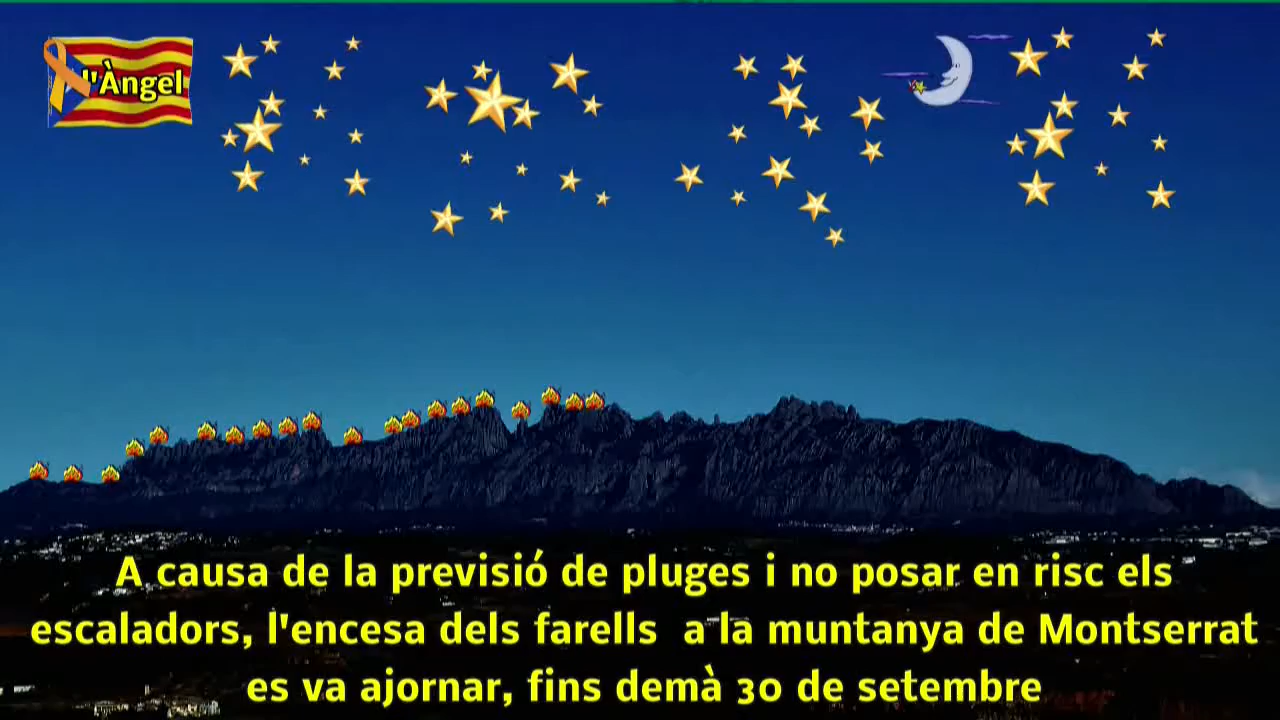 l'Àngel
A causa de la previsió de pluges i no posar en risc els
escaladors, l'encesa dels farells a la muntanya de Montserrat
es va ajornar, fins demà 30 de setembre